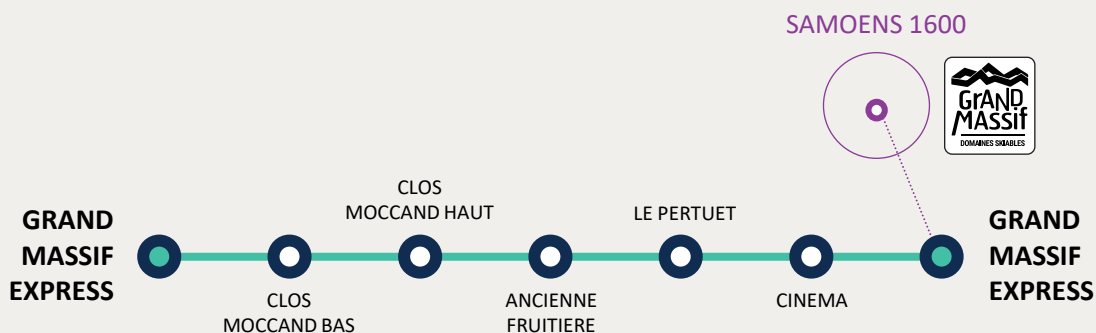 SAMOENS 1600
GRAND
MASSIF
DOMAINES SKIABLES
GRAND
MASSIF
EXPRESS
CLOS
MOCCAND BAS
CLOS
MOCCAND HAUT
ANCIENNE
FRUITIERE
LE PERTUET
CINEMA
GRAND
MASSIF
EXPRESS